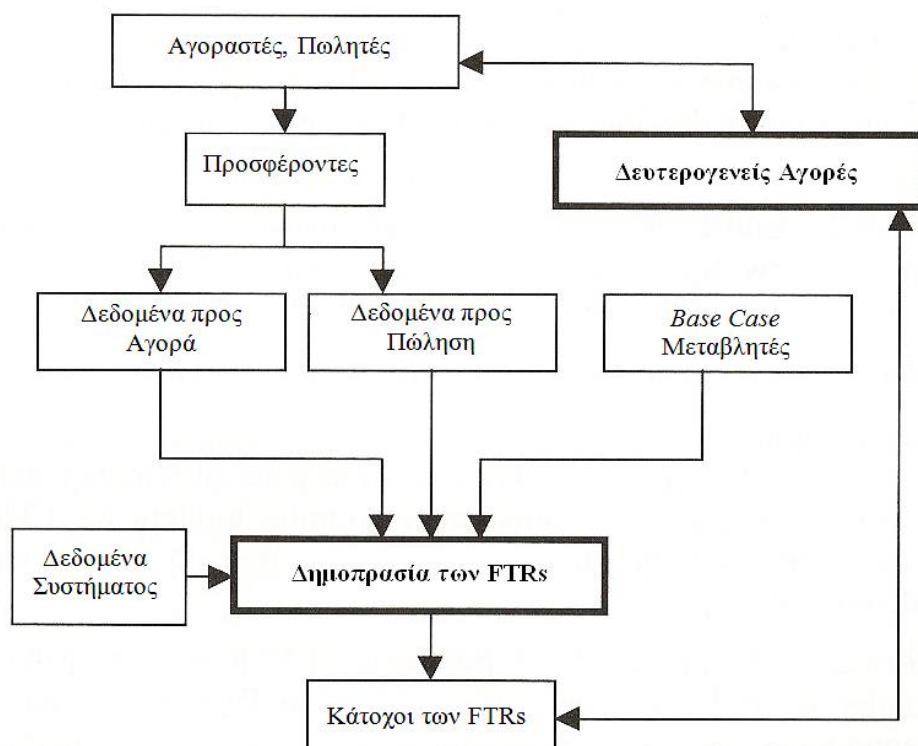 Αγοραστές, Πωλητές
Προσφέροντες
Δευτερογενείς Αγορές
Δεδομένα προς
Αγορά
Δεδομένα προς
Πώληση
Base Case
Μεταβλητές
Δεδομένα
Συστήματος
Δημοπρασία των FTRs
Κάτοχοι των FTRs